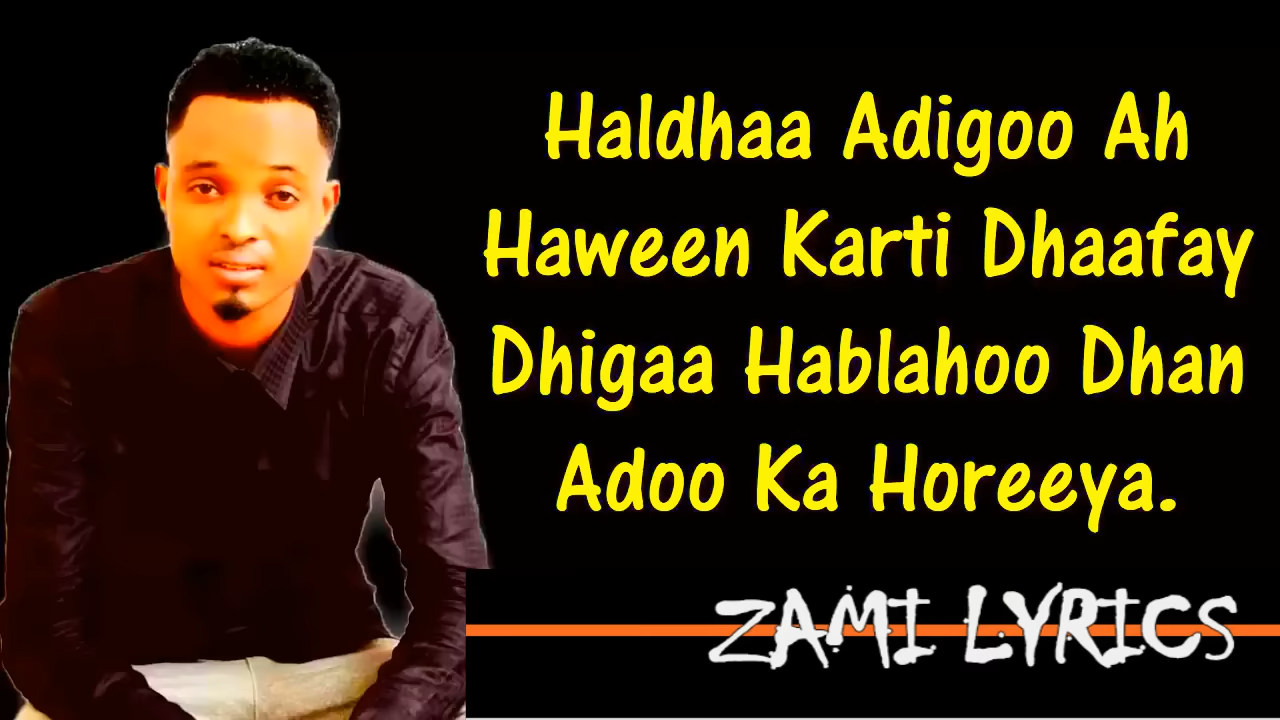 Haldhaa Adigoo Ah
Haween Karti Dhaafay
Dhigaa Hablahoo Dhan
Adoo Ka Horeeya.
ZAMI LYRICS